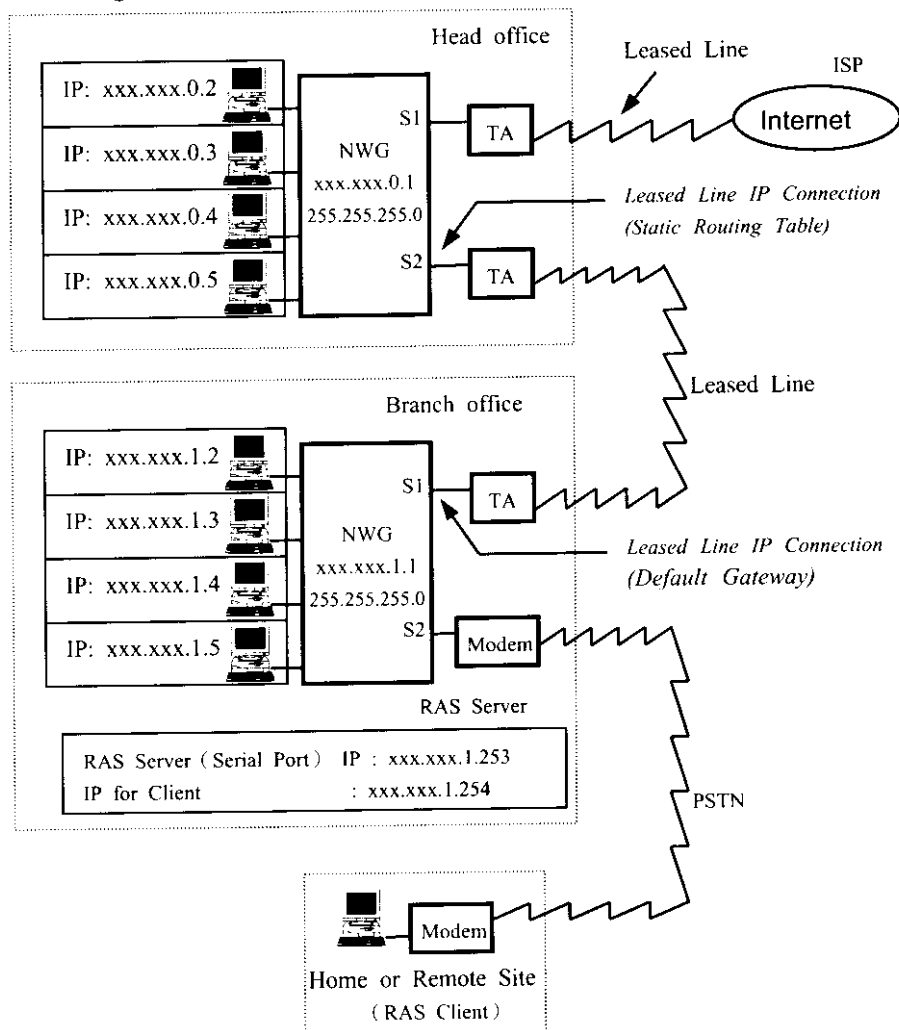 Head office
Leased Line
ISP
IP: xxx.xxx.0.2
IP: xxx.xxx.0.3
IP: xxx.xxx.0.4
IP: xxx.xxx.0.5
NWG
xxx.xxx.0.1
255.255.255.0
S1
S2
TA
TA
Internet
Leased Line IP Connection
(Static Routing Table)
Leased Line
Branch office
IP: xxx.xxx.1.2
IP: xxx.xxx.1.3
IP: xxx.xxx.1.4
IP: xxx.xxx.1.5
NWG
xxx.xxx.1.1
255.255.255.0
S1
S2
TA
Modem
Leased Line IP Connection
(Default Gateway)
RAS Server
RAS Server (Serial Port) IP : xxx.xxx.1.253
IP for Client : xxx.xxx.1.254
PSTN
Modem
Home or Remote Site
(RAS Client)